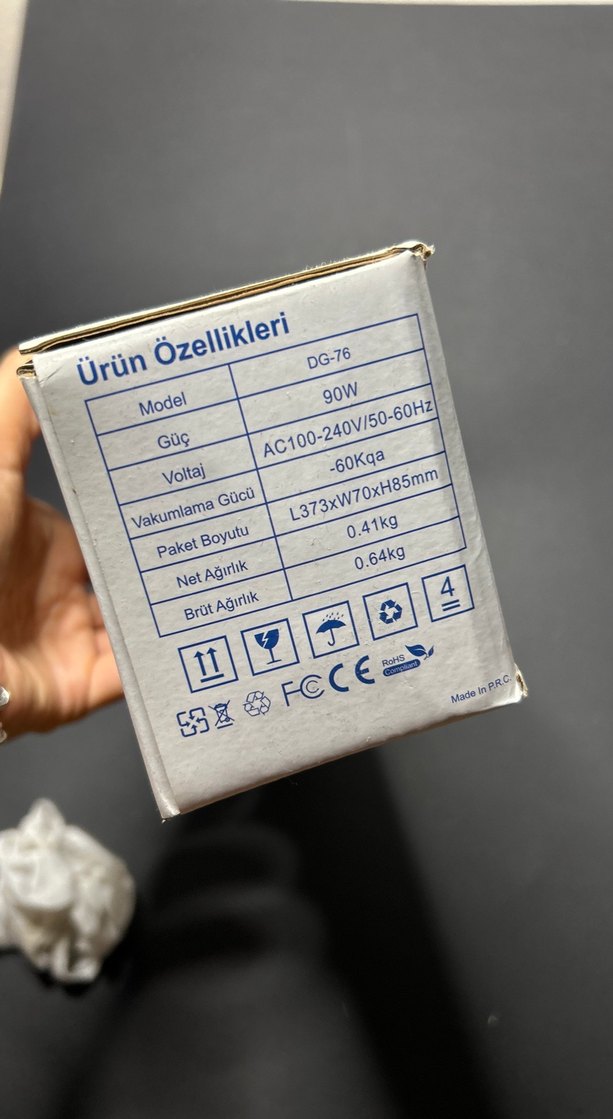 Ürün Özellikleri
Model DG-76
Güç 90W
Voltaj AC100-240V/50-60Hz
Vakumlama Gücü -60Kqa
Paket Boyutu L373xW70xH85mm
Net Ağırlık 0.41kg
Brüt Ağırlık 0.64kg
4
FC CE RoHS
Compliant
Made In P.R.C.